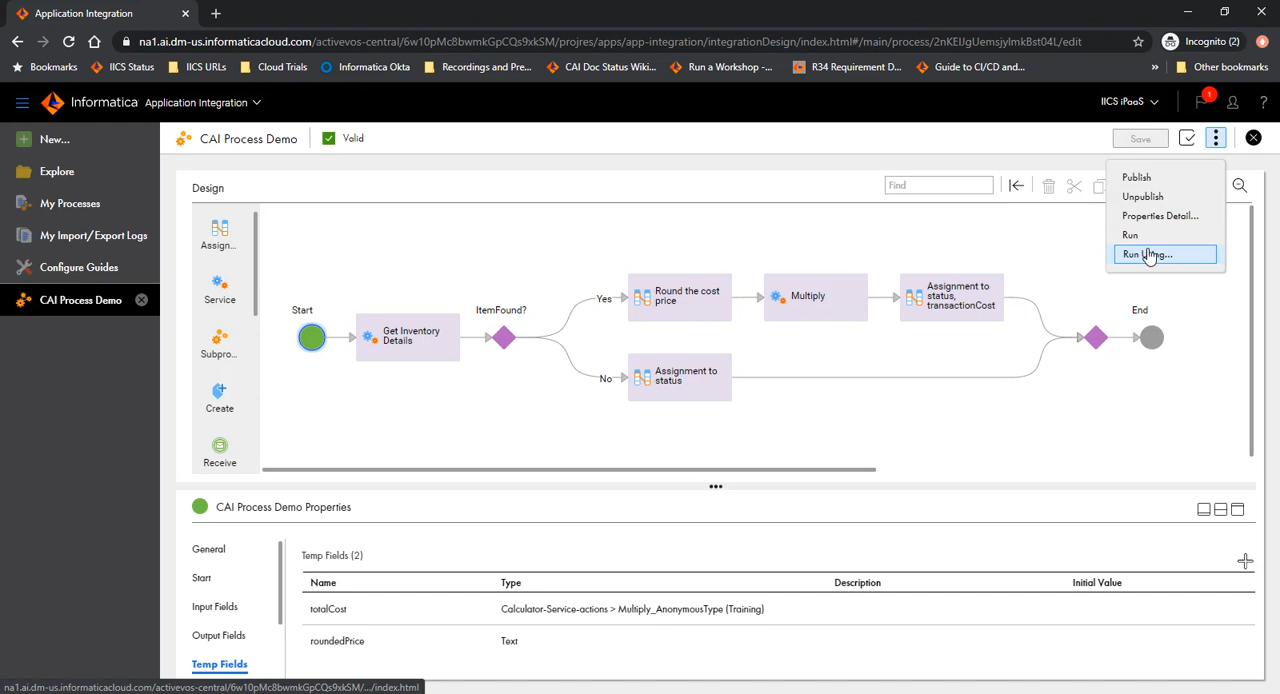 Application Integration
na1.ai.dm-us.informaticacloud.com/activevos-central/6w10pMc8bwmkGpCQs9xkSM/projres/apps/app-integration/integrationDesign/index.html#/main/process/2nKEIJgUemsjylmkBst04L/edit
Incognito (2)
Bookmarks
IICS Status
IICS URLs
Cloud Trials
Informatica Okta
Recordings and Pre...
CAI Doc Status Wiki...
Run a Workshop -...
R34 Requirement D...
Guide to CI/CD and...
»
Other bookmarks
Informatica Application Integration
IICS iPaaS
1
?
New...
Explore
My Processes
My Import/Export Logs
Configure Guides
CAI Process Demo
CAI Process Demo
Valid
Save
Publish
Unpublish
Properties Detail...
Run
Design
Find
Assign...
Service
Subpro...
Create
Receive
Start
Get Inventory
Details
ItemFound?
Yes
Round the cost
price
Multiply
Assignment to
status,
transactionCost
End
No
Assignment to
status
CAI Process Demo Properties
General
Start
Input Fields
Output Fields
Temp Fields
Temp Fields (2)
Name Type Description Initial Value
totalCost Calculator-Service-actions > Multiply_AnonymousType (Training)
roundedPrice Text
na1.ai.dm-us.informaticacloud.com/activevos-central/6w10pMc8bwmkGpCQs9xkSM/.../index.html